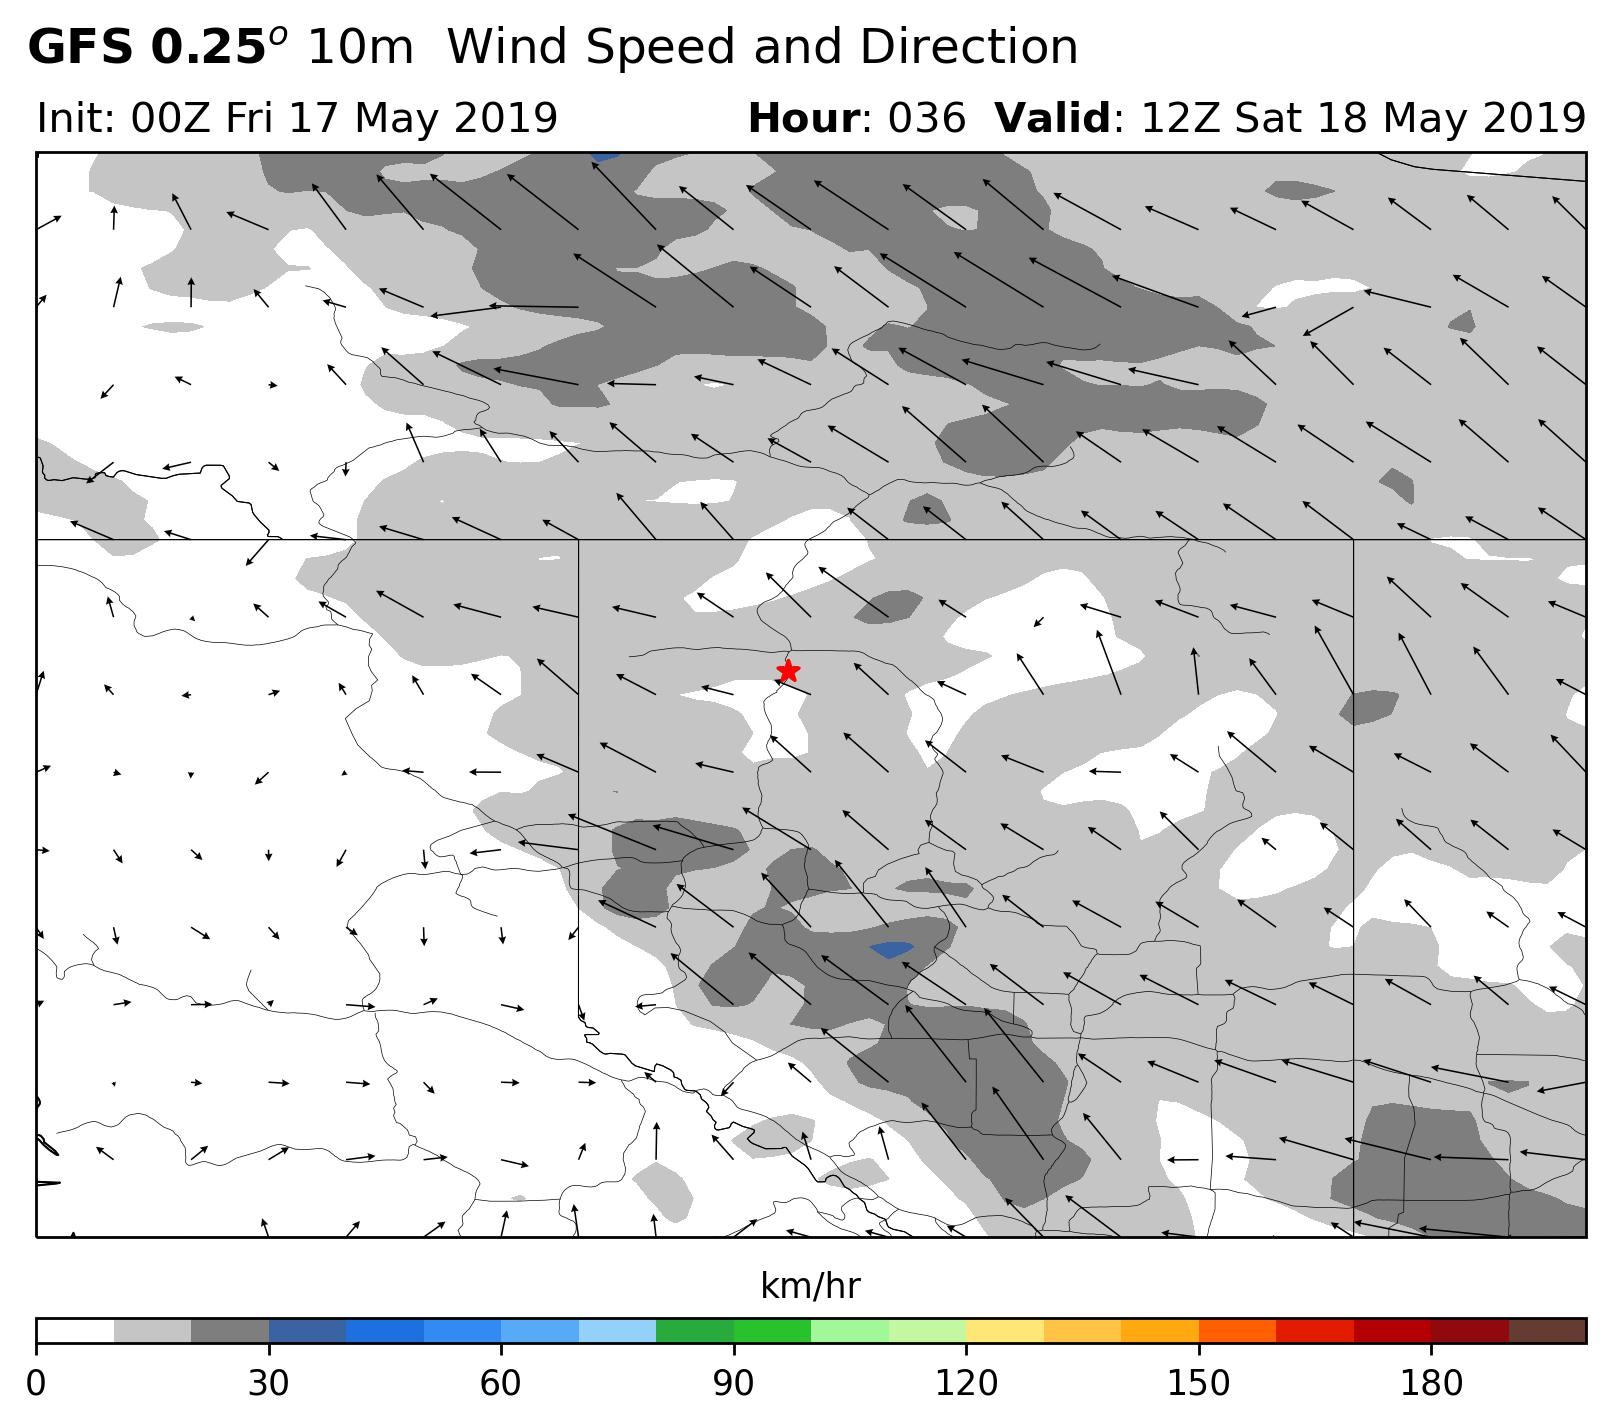 GFS 0.25° 10m Wind Speed and Direction
Init: 00Z Fri 17 May 2019 Hour: 036 Valid: 12Z Sat 18 May 2019
km/hr
0 30 60 90 120 150 180